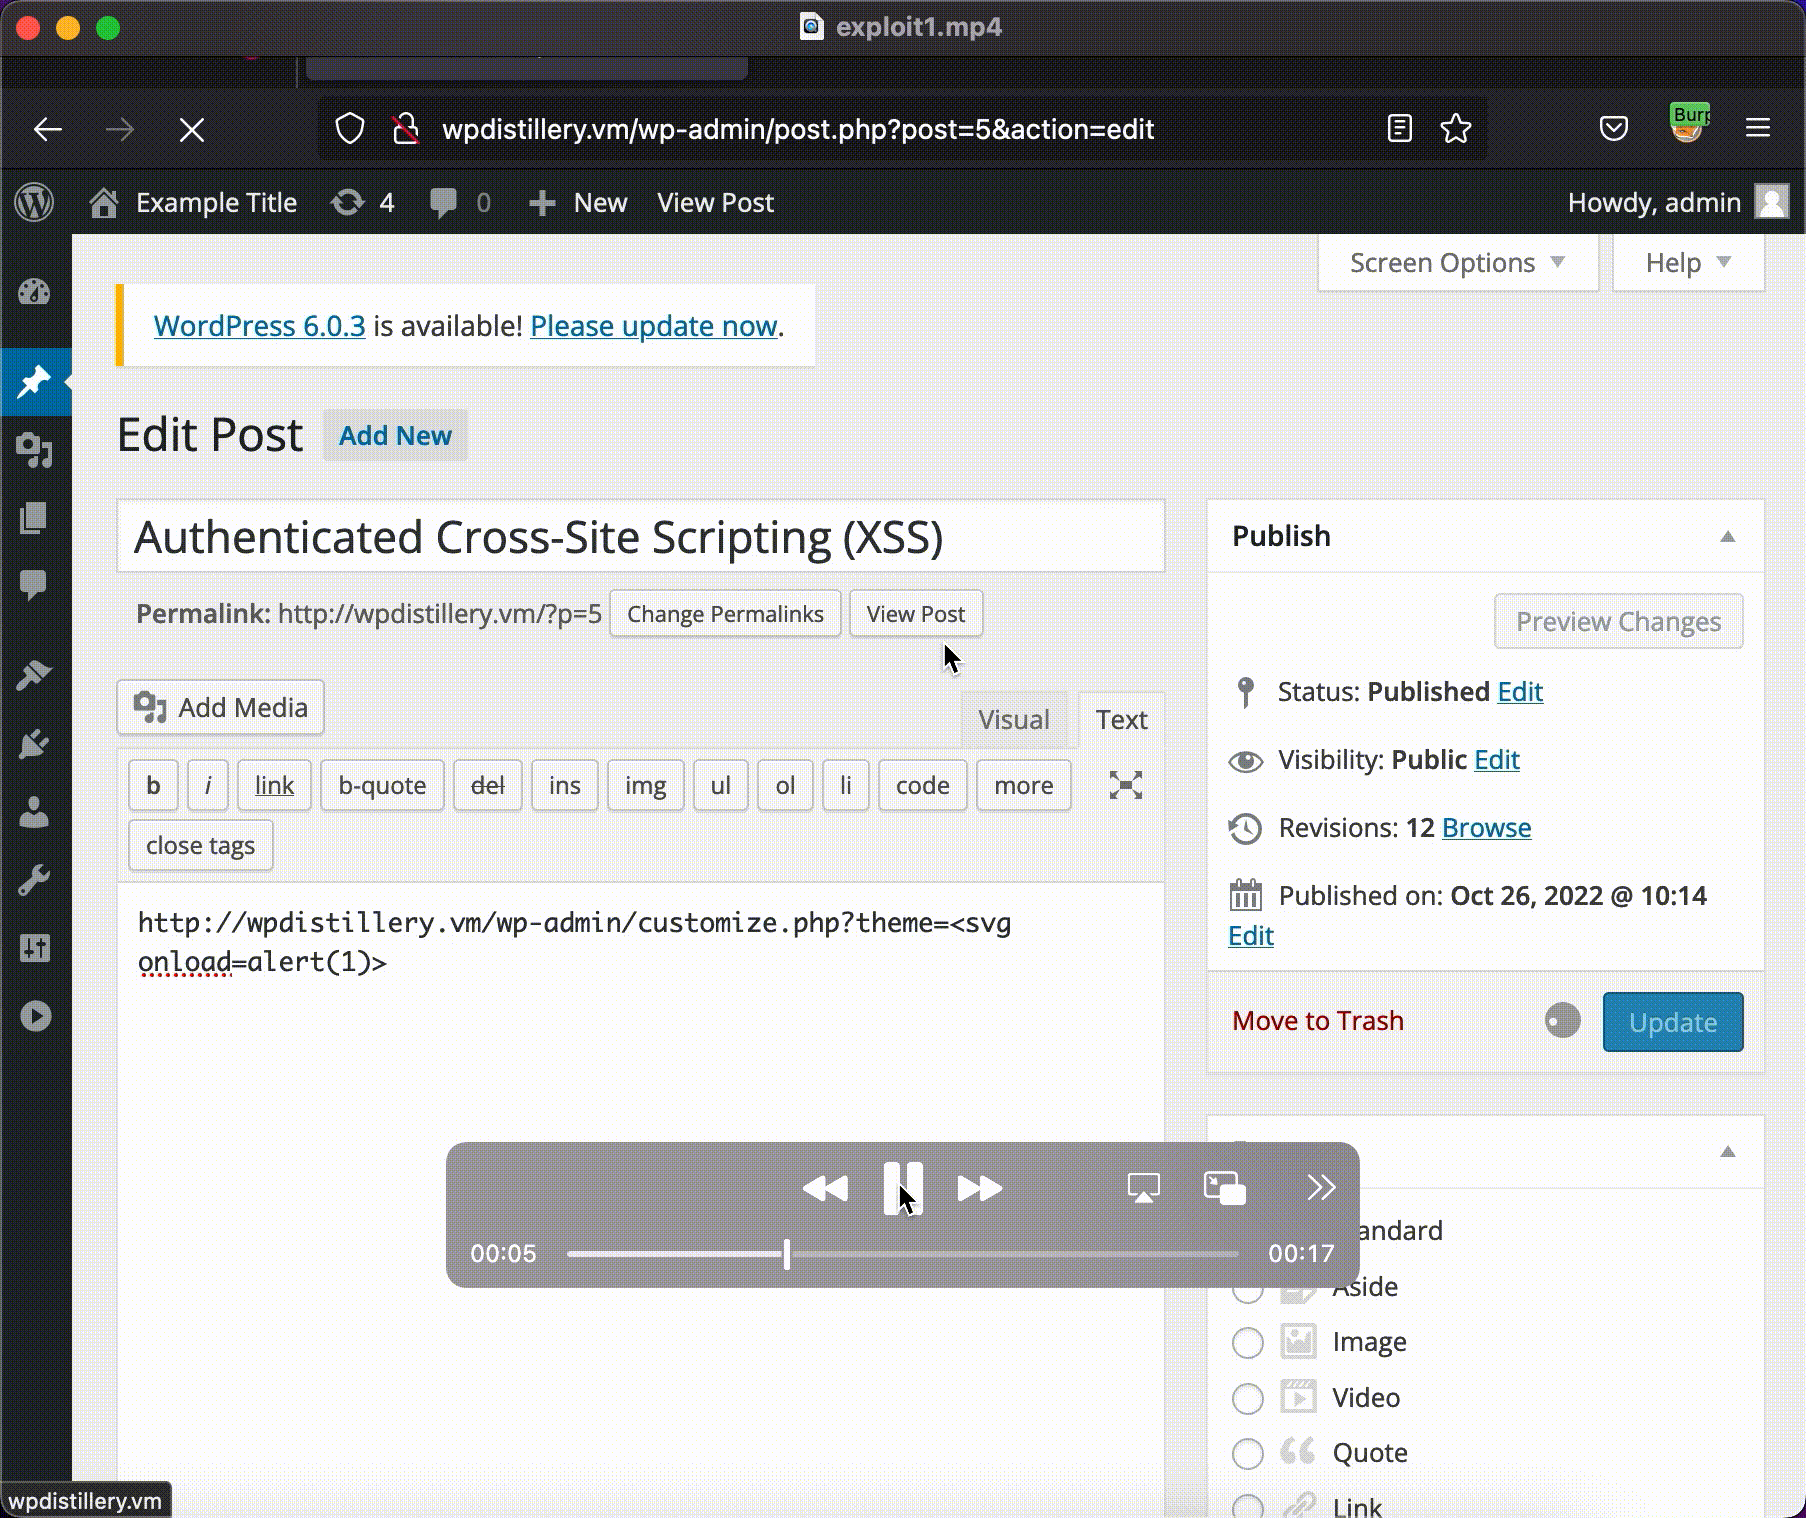 exploit1.mp4
wpdistillery.vm/wp-admin/post.php?post=5&action=edit
Burp
Example Title 4 0 New View Post Howdy, admin
Screen Options Help
WordPress 6.0.3 is available! Please update now.
Edit Post Add New
Authenticated Cross-Site Scripting (XSS)
Permalink: http://wpdistillery.vm/?p=5 Change Permalinks View Post
Add Media
Visual Text
b i link b-quote del ins img ul ol li code more
close tags
http://wpdistillery.vm/wp-admin/customize.php?theme=<svg
onload=alert(1)>
Publish
Preview Changes
Status: Published Edit
Visibility: Public Edit
Revisions: 12 Browse
Published on: Oct 26, 2022 @ 10:14
Edit
Move to Trash Update
andard
Aside
Image
Video
Quote
Link
00:05 00:17
wpdistillery.vm